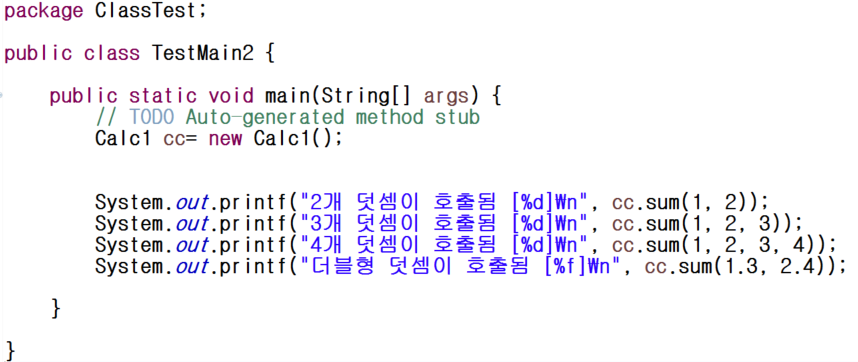 package ClassTest;
public class TestMain2 {
public static void main(String[] args) {
// TODO Auto-generated method stub
Calc1 cc= new Calc1();
System.out.printf("2개 덧셈이 호출됨 [%d]₩n", cc.sum(1, 2));
System.out.printf("3개 덧셈이 호출됨 [%d]₩n", cc.sum(1, 2, 3));
System.out.printf("4개 덧셈이 호출됨 [%d]₩n", cc.sum(1, 2, 3, 4));
System.out.printf("더블형 덧셈이 호출됨 [%f]₩n", cc.sum(1.3, 2.4));
}
}